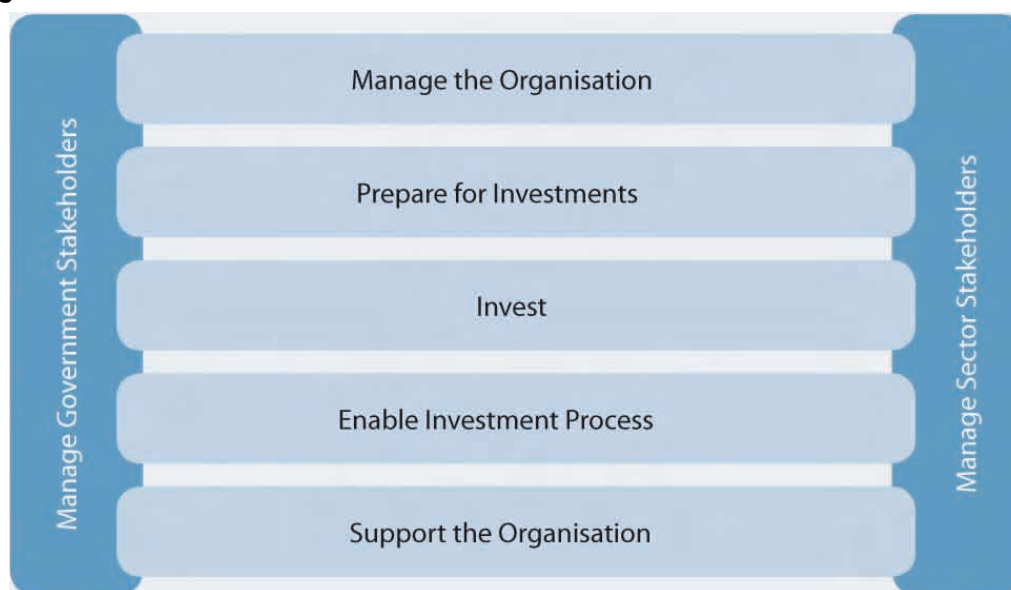 Manage Government Stakeholders
Manage the Organisation
Prepare for Investments
Invest
Enable Investment Process
Support the Organisation
Manage Sector Stakeholders